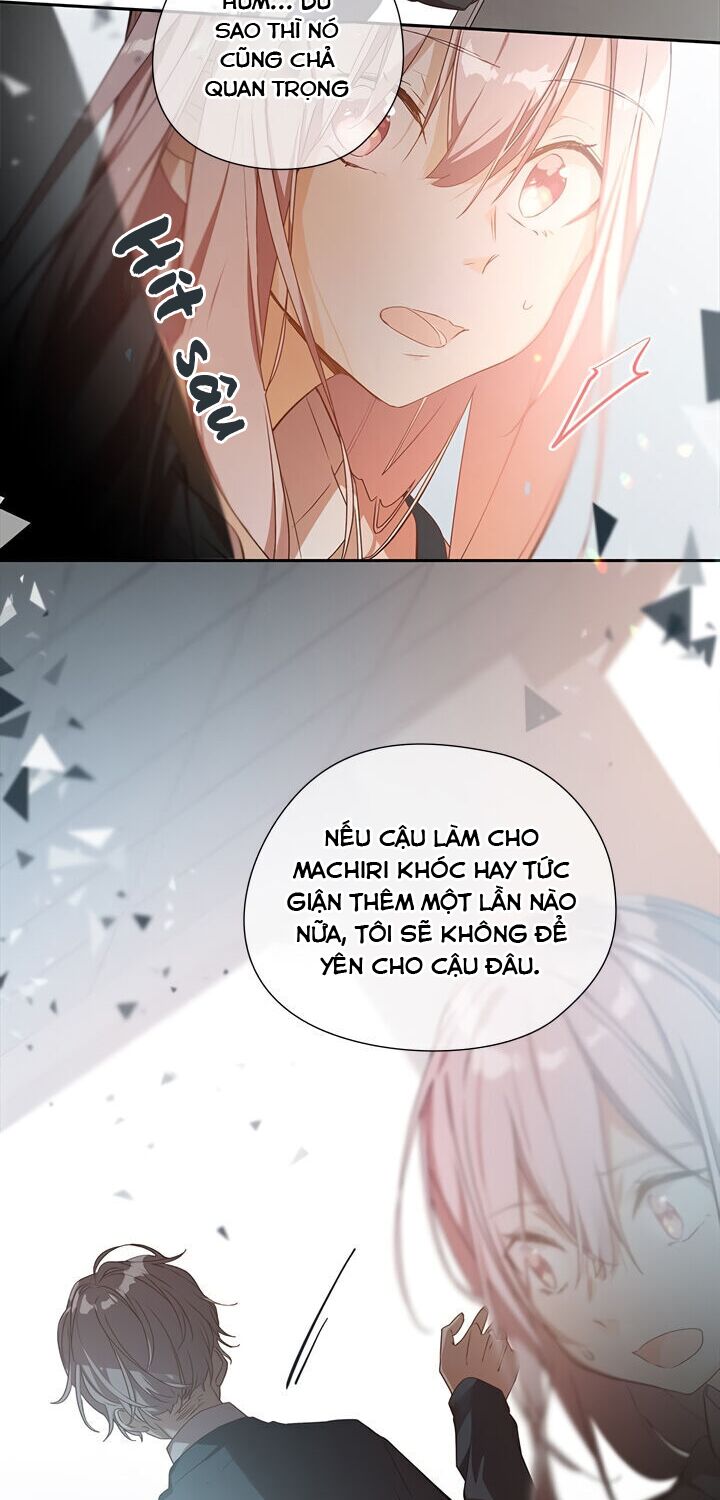 HỪM... DÙ
SAO THÌ NÓ
CŨNG CHẢ
QUAN TRỌNG
Hít sâu
NẾU CẬU LÀM CHO
MACHIRI KHÓC HAY TỨC
GIẬN THÊM MỘT LẦN NÀO
NỮA, TÔI SẼ KHÔNG ĐỂ
YÊN CHO CẬU ĐÂU.